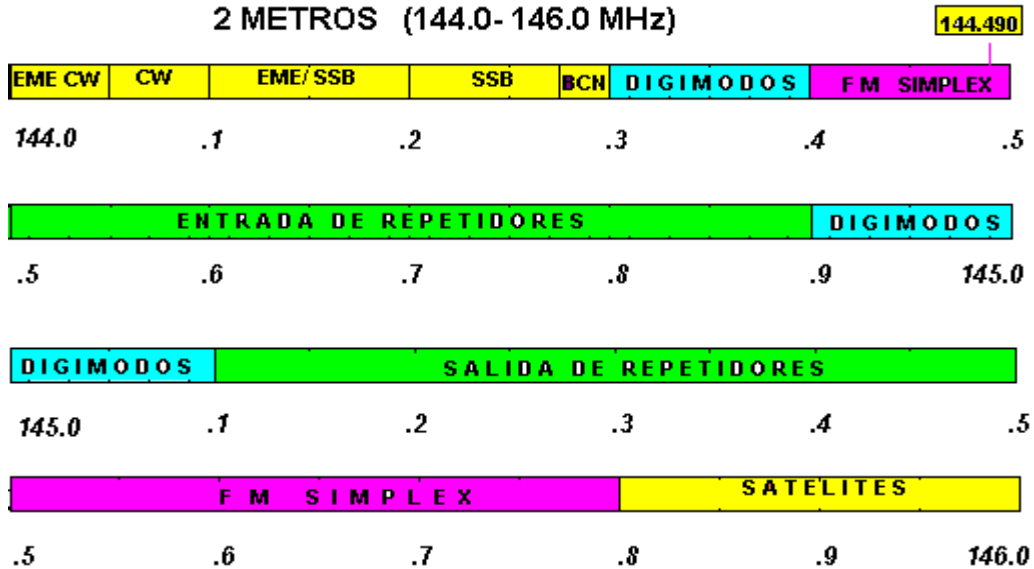 2 METROS (144.0-146.0 MHz)
144.490
EME CW CW EME/SSB SSB BCN DIGIMODOS FM SIMPLEX
144.0 .1 .2 .3 .4 .5
ENTRADA DE REPETIDORES DIGIMODOS
.5 .6 .7 .8 .9 145.0
DIGIMODOS SALIDA DE REPETIDORES
145.0 .1 .2 .3 .4 .5
FM SIMPLEX SATELITES
.5 .6 .7 .8 .9 146.0